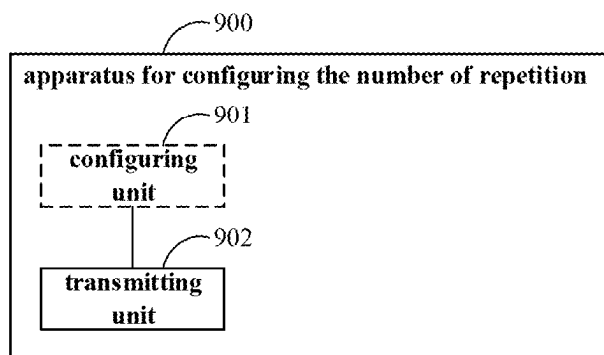 900
apparatus for configuring the number of repetition
901
configuring
unit
902
transmitting
unit